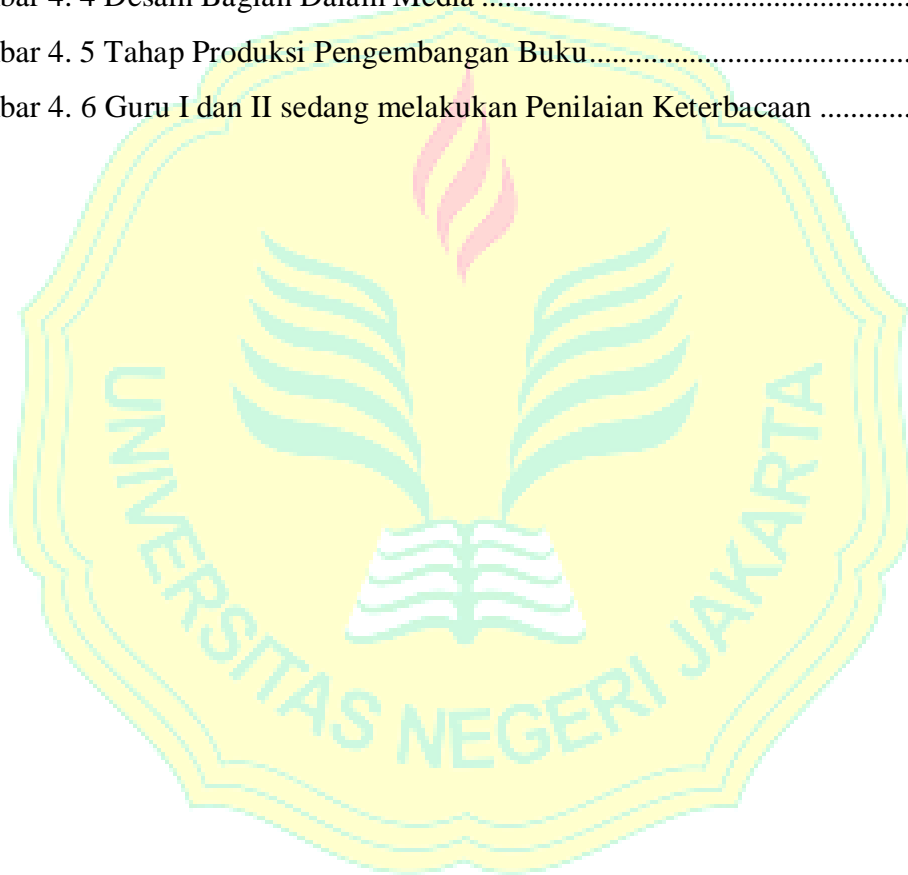 bar 4. 4 Desain Bagian Dalam Media ......................................................
bar 4. 5 Tahap Produksi Pengembangan Buku........................................
bar 4. 6 Guru I dan II sedang melakukan Penilaian Keterbacaan ............
UNIVERSITAS NEGERI JAKARTA